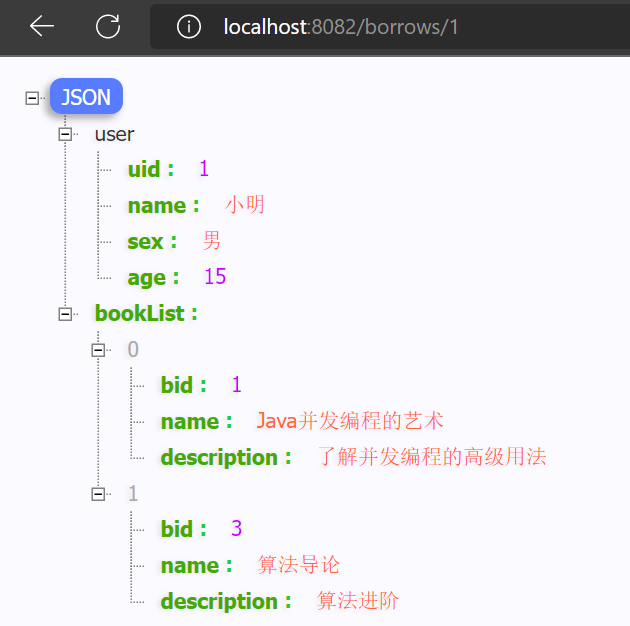 localhost:8082/borrows/1
JSON
user
uid : 1
name : 小明
sex : 男
age : 15
bookList :
0
bid : 1
name : Java并发编程的艺术
description : 了解并发编程的高级用法
1
bid : 3
name : 算法导论
description : 算法进阶